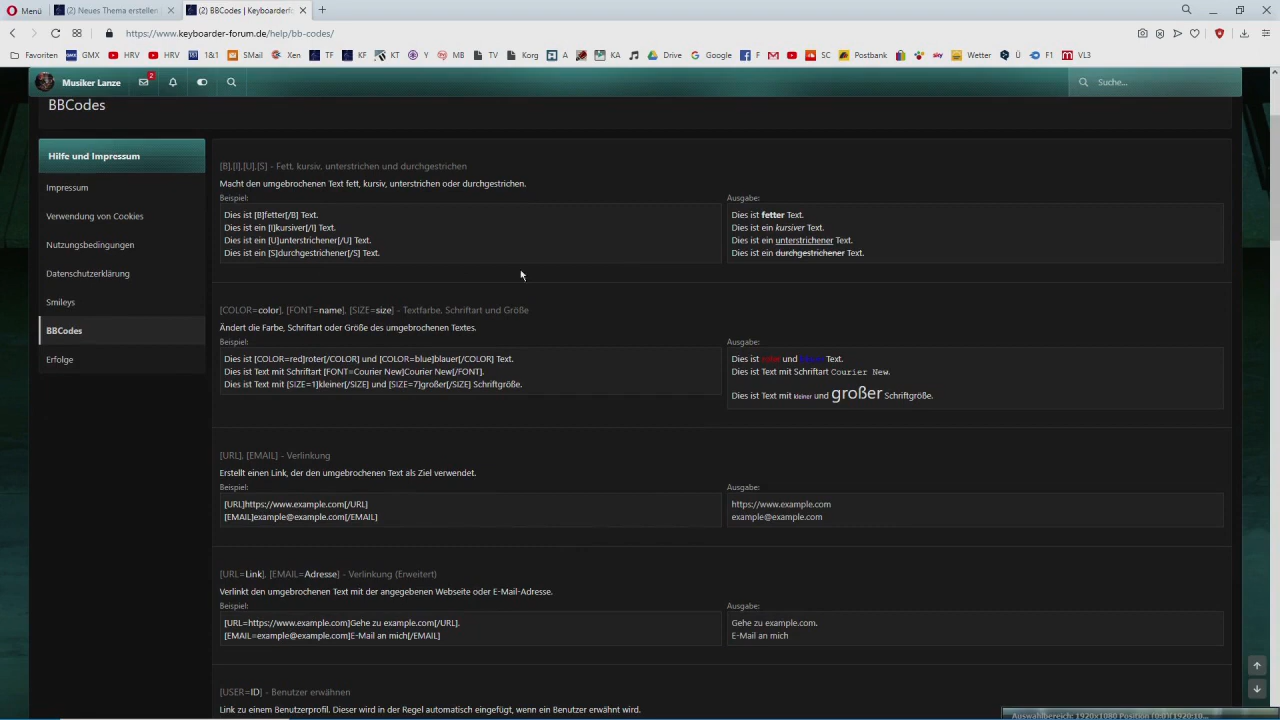 Menü
(2) Neues Thema erstellen
(2) BBCodes | Keyboarderf
https://www.keyboarder-forum.de/help/bb-codes/
Favoriten GMX HRV HRV SMail Xen TF KF KT Y MB TV Korg A KA Drive Google F M SC Postbank sky Wetter Ü F1 VL3
Musiker Lanze 2 Suche...
BBCodes
Hilfe und Impressum
Impressum
Verwendung von Cookies
Nutzungsbedingungen
Datenschutzerklärung
Smileys
BBCodes
Erfolge
[B],[I],[U],[S] - Fett, kursiv, unterstrichen und durchgestrichen
Macht den umgebrochenen Text fett, kursiv, unterstrichen oder durchgestrichen.
Beispiel:
Dies ist [B]fetter[/B] Text.
Dies ist ein [I]kursiver[/I] Text.
Dies ist ein [U]unterstrichener[/U] Text.
Dies ist ein [S]durchgestrichener[/S] Text.
Ausgabe:
Dies ist fetter Text.
Dies ist ein kursiver Text.
Dies ist ein unterstrichener Text.
Dies ist ein durchgestrichener Text.
[COLOR=color], [FONT=name], [SIZE=size] - Textfarbe, Schriftart und Größe
Ändert die Farbe, Schriftart oder Größe des umgebrochenen Textes.
Beispiel:
Dies ist [COLOR=red]roter[/COLOR] und [COLOR=blue]blauer[/COLOR] Text.
Dies ist Text mit Schriftart [FONT=Courier New]Courier New[/FONT].
Dies ist Text mit [SIZE=1]kleiner[/SIZE] und [SIZE=7]großer[/SIZE] Schriftgröße.
Ausgabe:
Dies ist roter und blauer Text.
Dies ist Text mit Schriftart Courier New.
Dies ist Text mit kleiner und großer Schriftgröße.
[URL], [EMAIL] - Verlinkung
Erstellt einen Link, der den umgebrochenen Text als Ziel verwendet.
Beispiel:
[URL]https://www.example.com[/URL]
[EMAIL]example@example.com[/EMAIL]
Ausgabe:
https://www.example.com
example@example.com
[URL=Link], [EMAIL=Adresse] - Verlinkung (Erweitert)
Verlinkt den umgebrochenen Text mit der angegebenen Webseite oder E-Mail-Adresse.
Beispiel:
[URL=https://www.example.com]Gehe zu example.com[/URL].
[EMAIL=example@example.com]E-Mail an mich[/EMAIL]
Ausgabe:
Gehe zu example.com.
E-Mail an mich
[USER=ID] - Benutzer erwähnen
Link zu einem Benutzerprofil. Dieser wird in der Regel automatisch eingefügt, wenn ein Benutzer erwähnt wird.
Auswahlbereich: 1920x1080 Position (0:0)(1920:10...